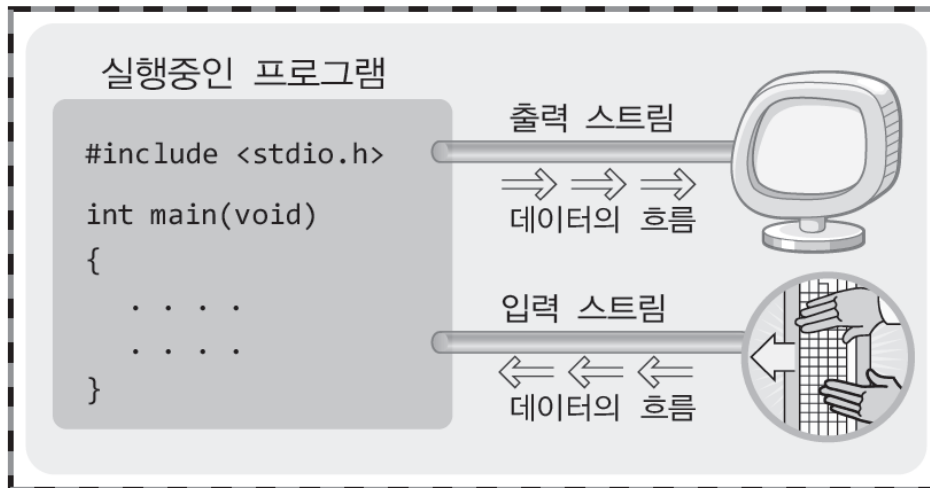 실행중인 프로그램
#include <stdio.h>
int main(void)
{
. . . .
. . . .
}
출력 스트림
데이터의 흐름
입력 스트림
데이터의 흐름